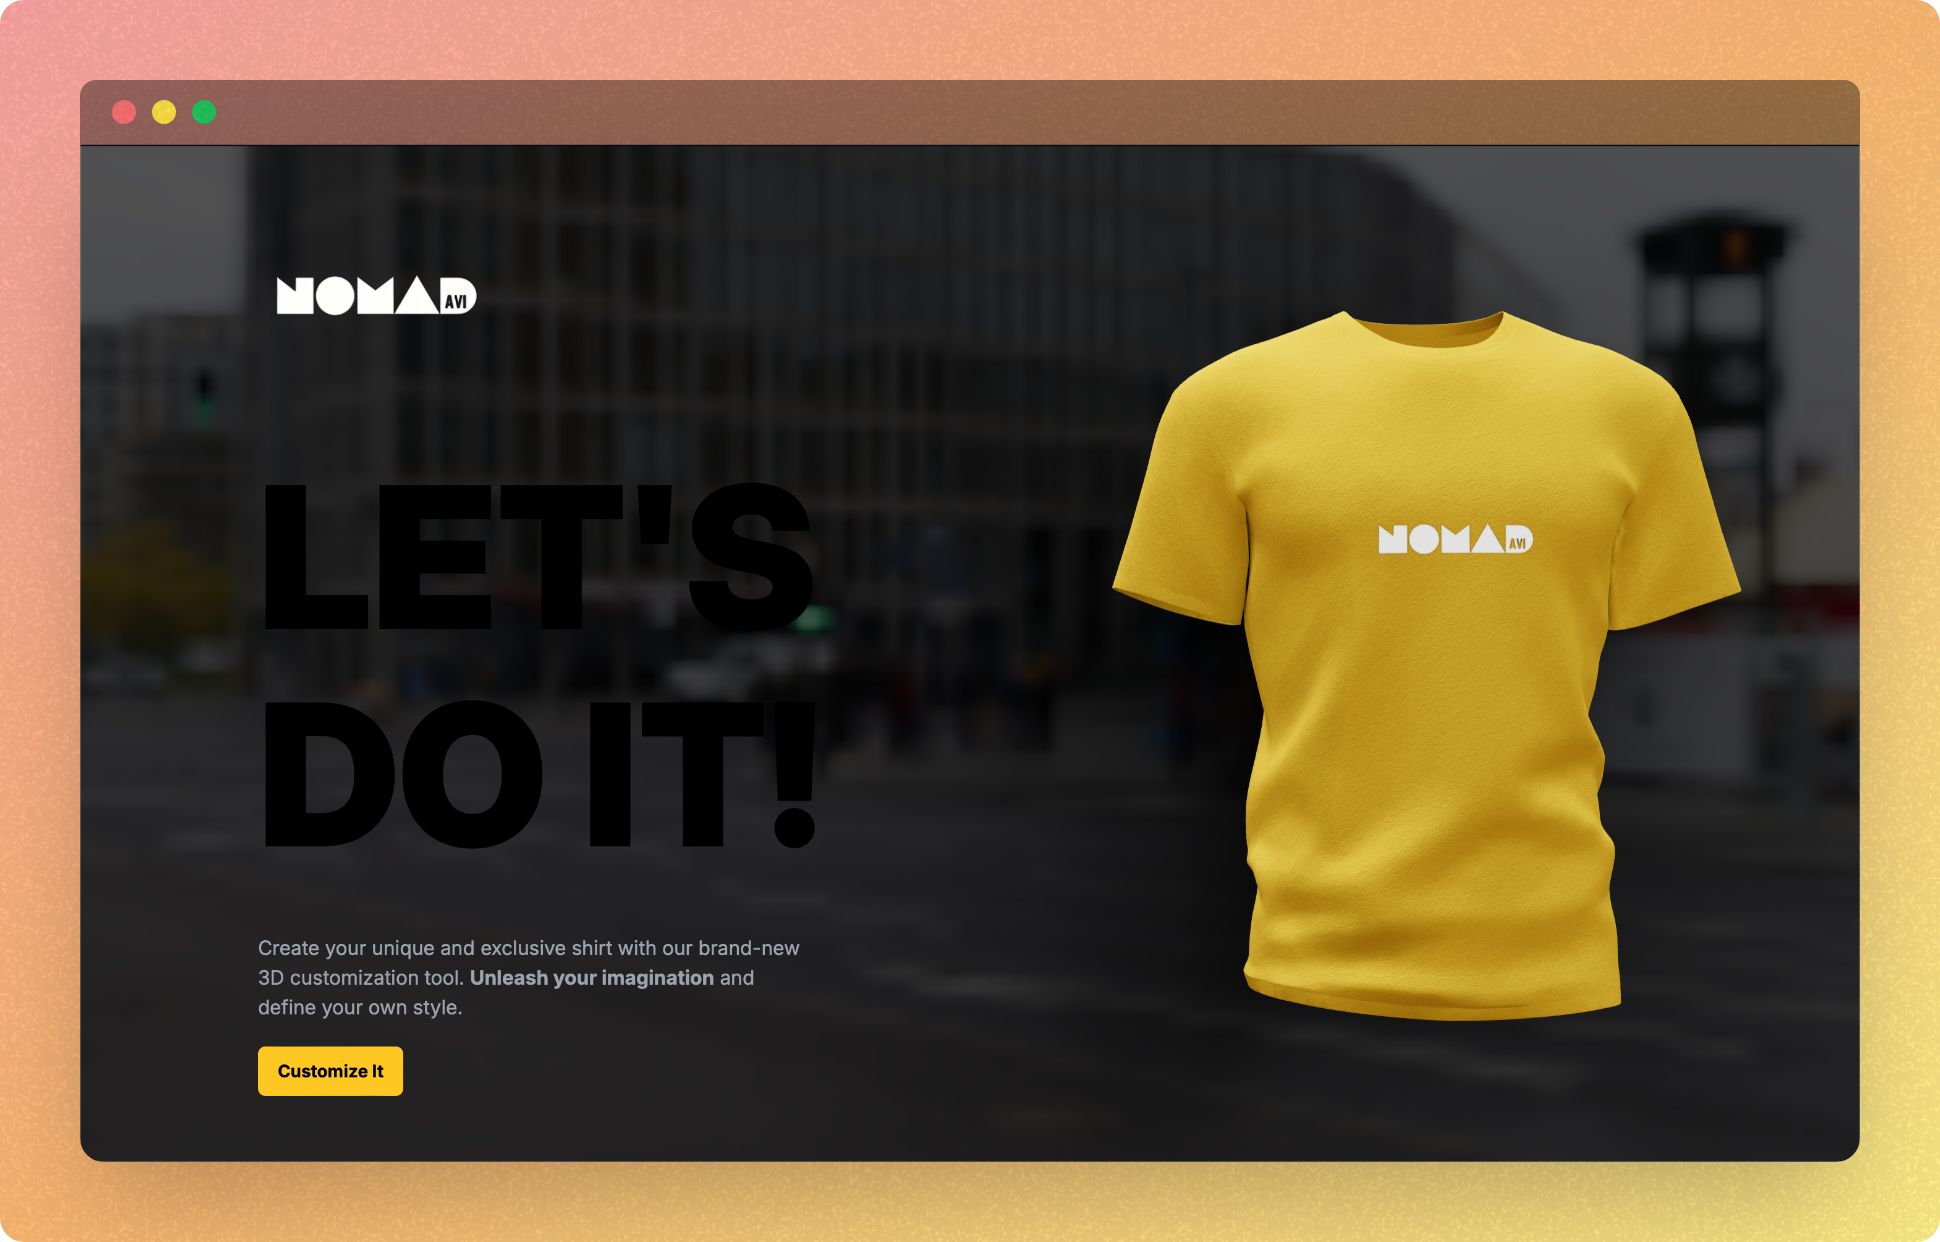 NOMAD AVI
LET'S
DO IT!
NOMAD AVI
Create your unique and exclusive shirt with our brand-new
3D customization tool. Unleash your imagination and
define your own style.
Customize It